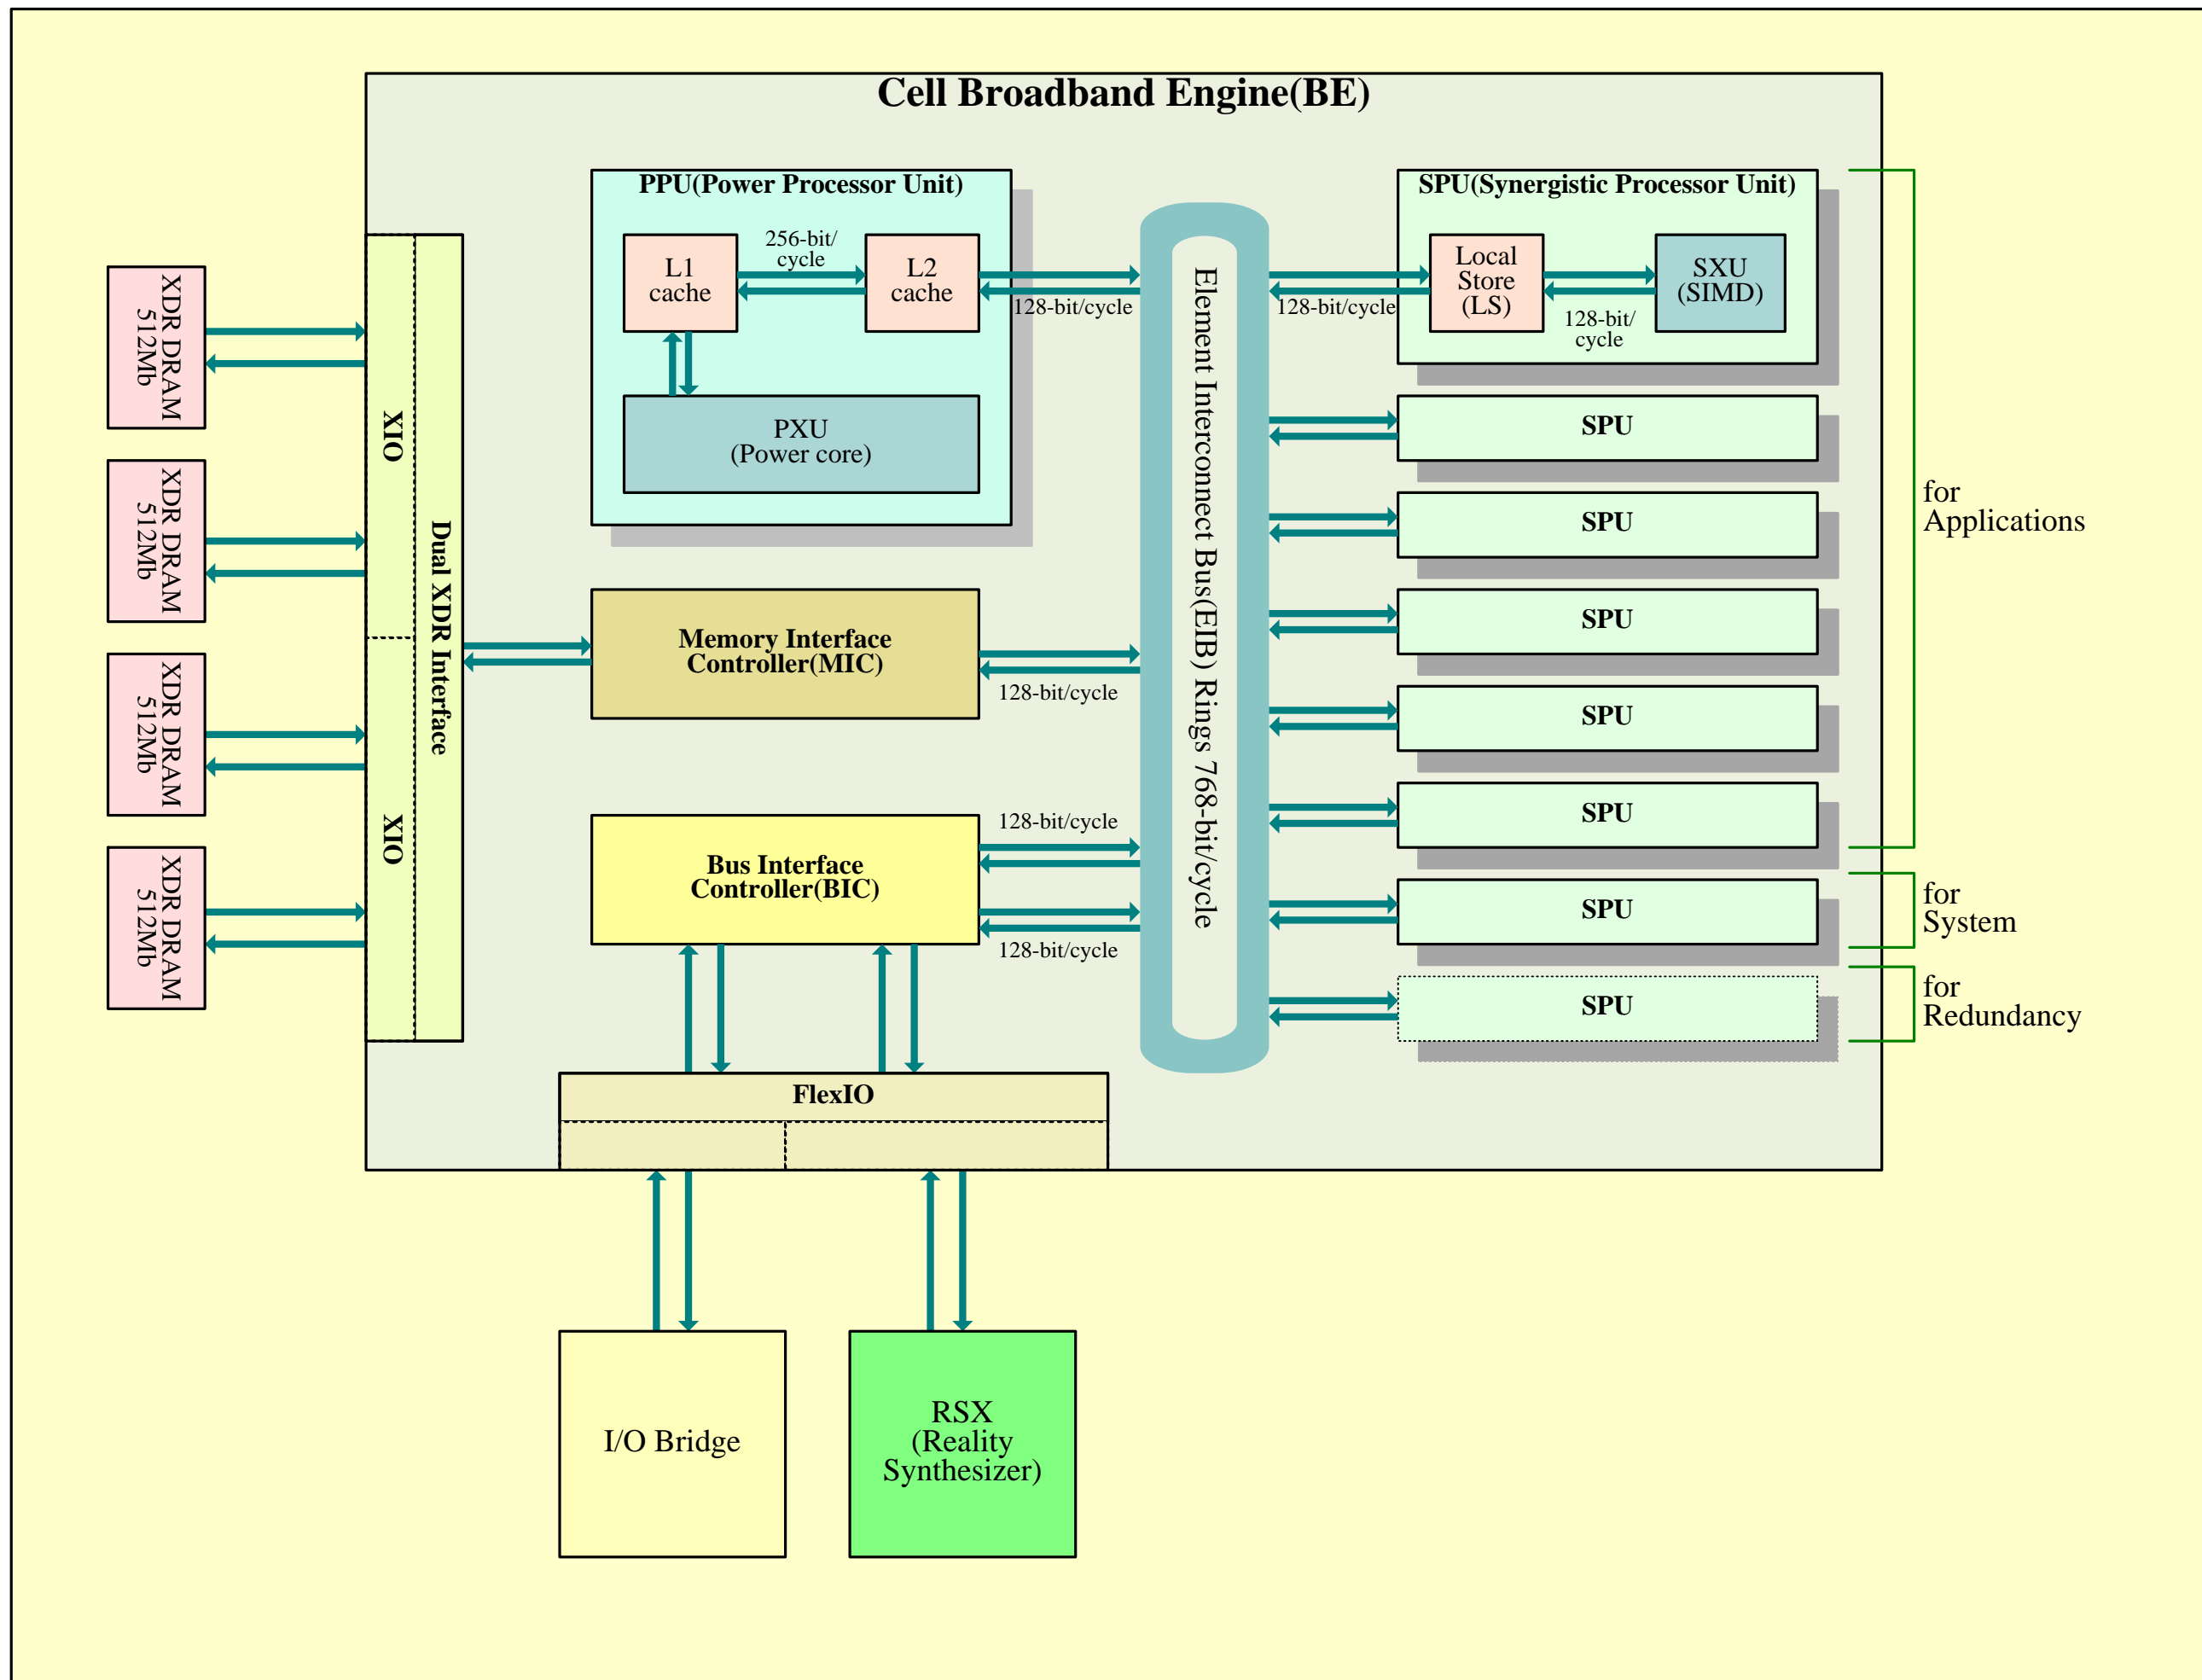 Cell Broadband Engine(BE)
PPU(Power Processor Unit)
L1
cache
256-bit/
cycle
L2
cache
128-bit/cycle
PXU
(Power core)
SPU(Synergistic Processor Unit)
128-bit/cycle
Local
Store
(LS)
128-bit/
cycle
SXU
(SIMD)
SPU
SPU
SPU
SPU
SPU
SPU
SPU
for
Applications
for
System
for
Redundancy
Element Interconnect Bus(EIB) Rings 768-bit/cycle
XDR DRAM
512Mb
XDR DRAM
512Mb
XDR DRAM
512Mb
XDR DRAM
512Mb
XIO
XIO
Dual XDR Interface
Memory Interface
Controller(MIC)
128-bit/cycle
Bus Interface
Controller(BIC)
128-bit/cycle
128-bit/cycle
FlexIO
I/O Bridge
RSX
(Reality
Synthesizer)